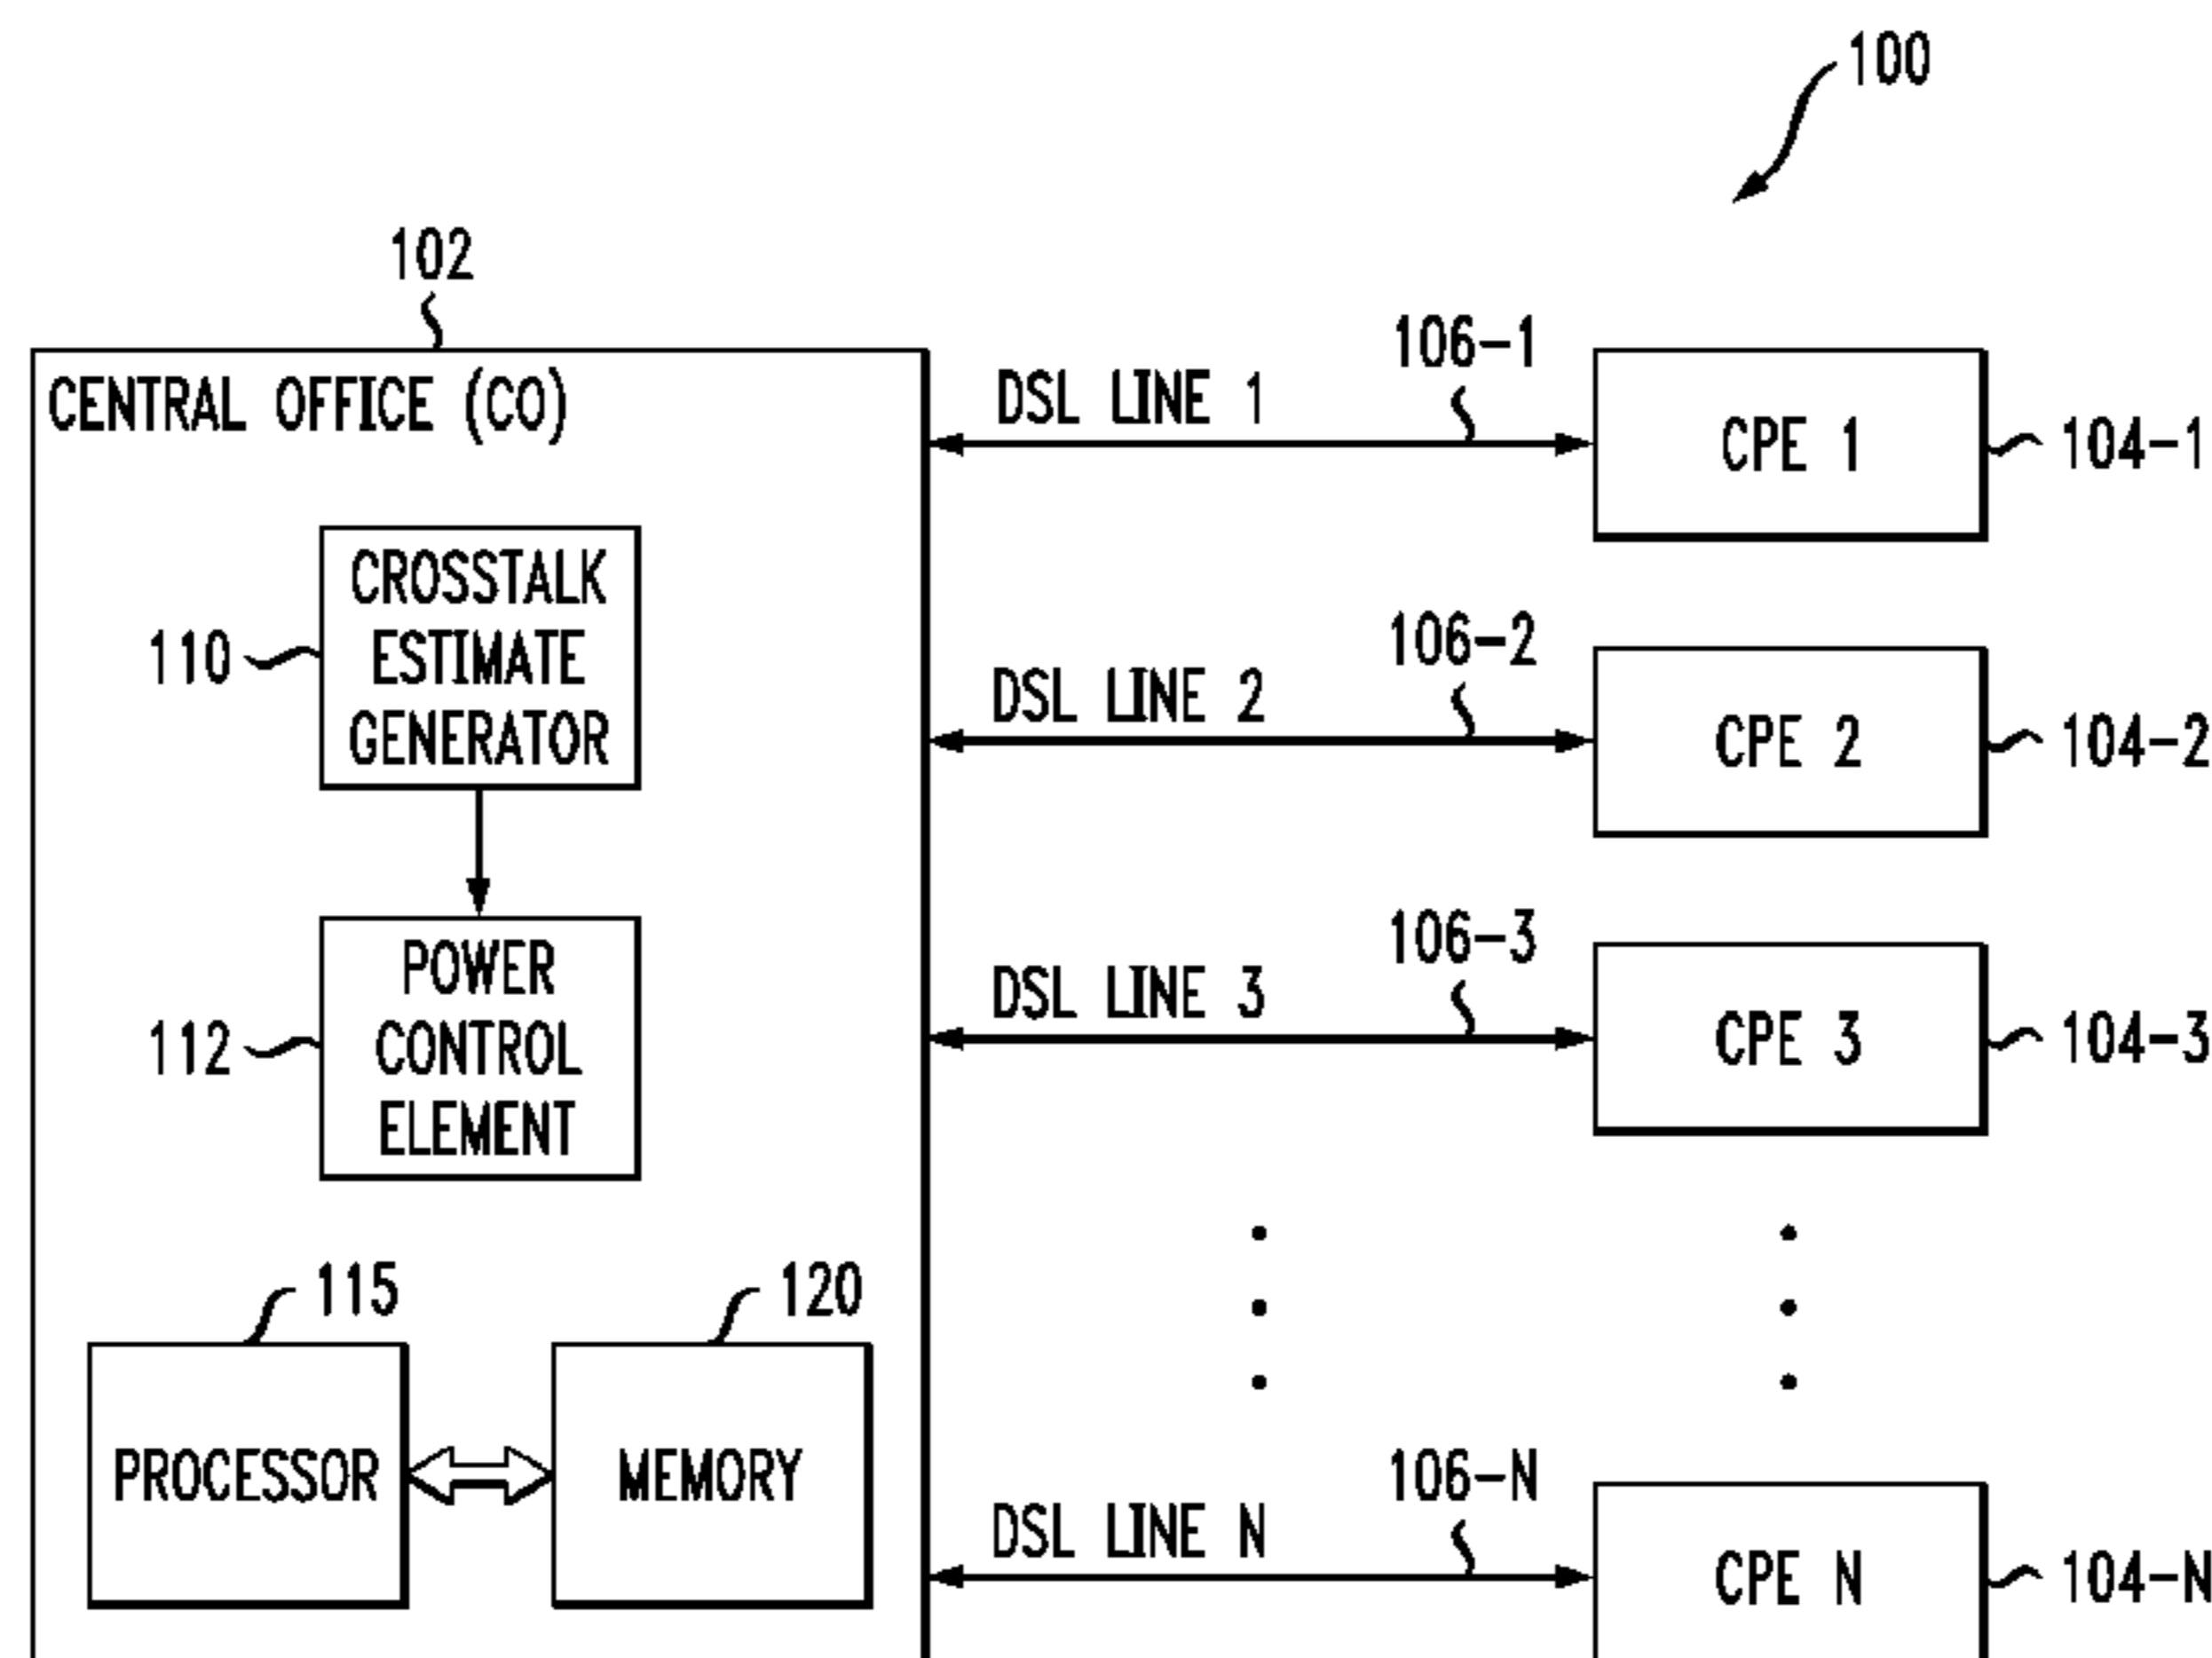 100
102
CENTRAL OFFICE (CO)
CROSSTALK
ESTIMATE
GENERATOR
110
POWER
CONTROL
ELEMENT
112
115
PROCESSOR
120
MEMORY
DSL LINE 1
106-1
CPE 1
104-1
DSL LINE 2
106-2
CPE 2
104-2
DSL LINE 3
106-3
CPE 3
104-3
DSL LINE N
106-N
CPE N
104-N